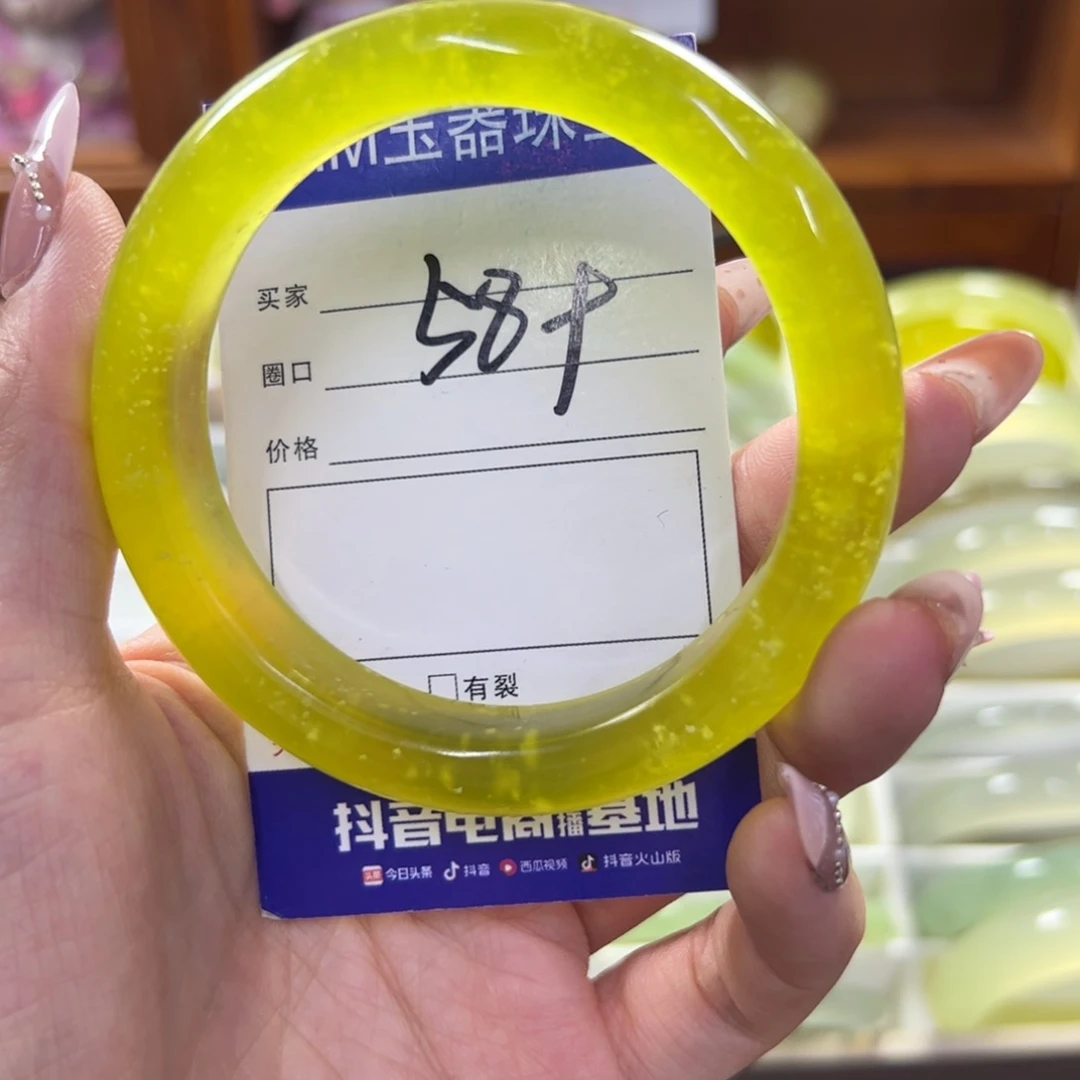 玉器珠
买家
58+
圈口
价格
有裂
抖音电商直播基地
今日头条 抖音 西瓜视频 抖音火山版